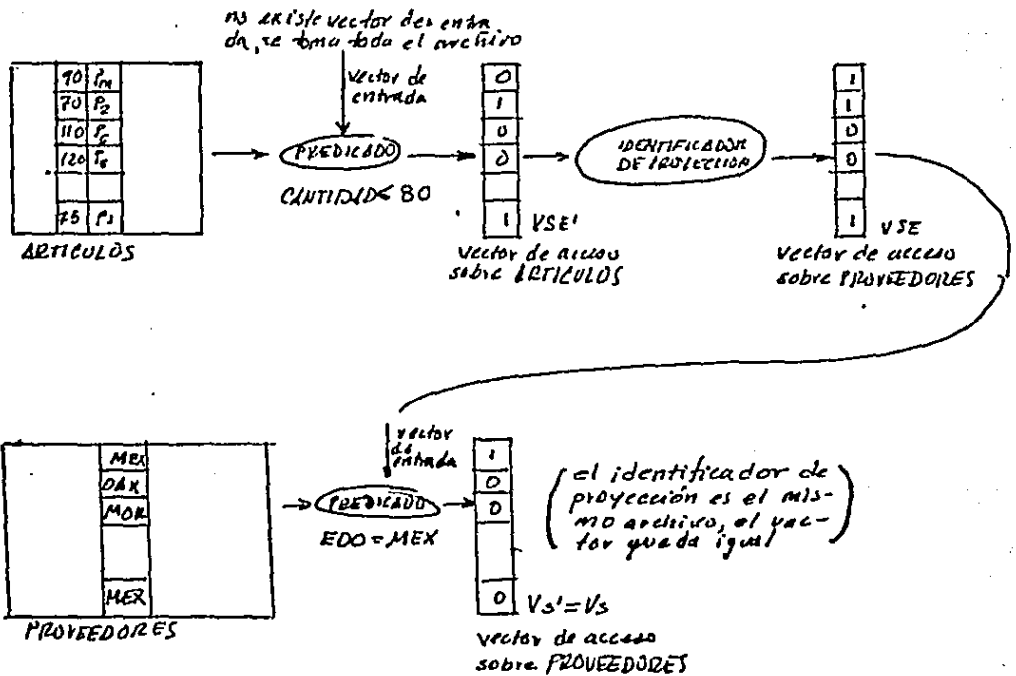 no existe vector de entra
da, se toma todo el archivo
vector de
entrada
90 Pm
70 P2
110 Pc
120
75 P1
ARTICULOS
PREDICADO
CANTIDAD < 80
0
1
0
0
1 VSE'
vector de acceso
sobre ARTICULOS
IDENTIFICADOR
DE PROYECCION
1
1
0
0
1 VSE
vector de acceso
sobre PROVEEDORES
MEX
OAX
MOR
MEX
PROVEEDORES
vector
de
entrada
PREDICADO
EDO = MEX
1
0
0
0 Vs'=Vs
vector de acceso
sobre PROVEEDORES
el identificador de
proyección es el mis-
mo archivo, el vec-
tor queda igual